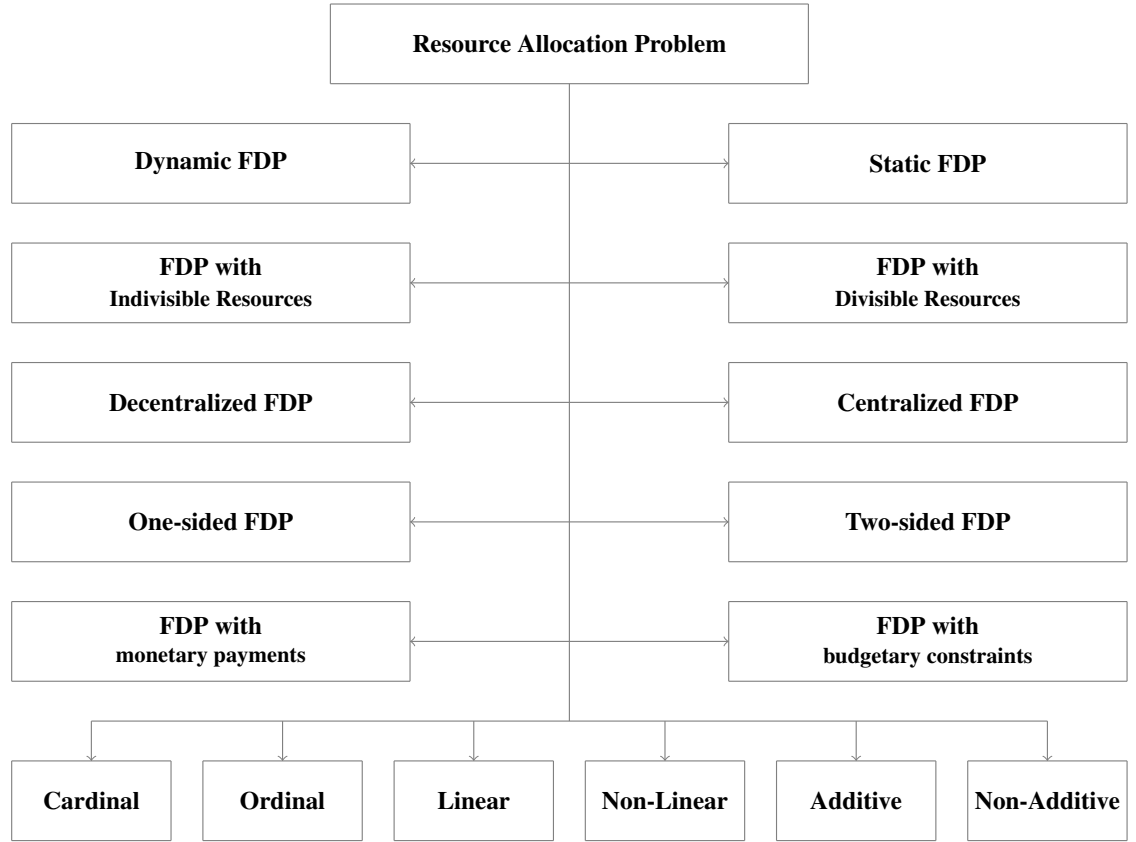 Resource Allocation Problem
Dynamic FDP
Static FDP
FDP with
Indivisible Resources
FDP with
Divisible Resources
Decentralized FDP
Centralized FDP
One-sided FDP
Two-sided FDP
FDP with
monetary payments
FDP with
budgetary constraints
Cardinal
Ordinal
Linear
Non-Linear
Additive
Non-Additive